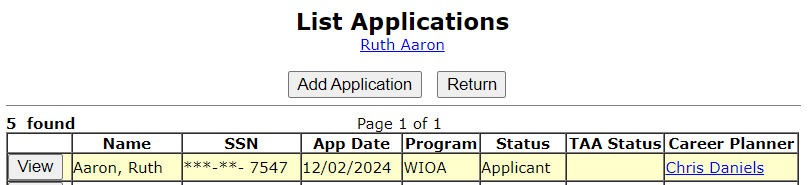 List Applications
Ruth Aaron
Add Application Return
5 found Page 1 of 1
Name SSN App Date Program Status TAA Status Career Planner
View Aaron, Ruth ***-**- 7547 12/02/2024 WIOA Applicant Chris Daniels